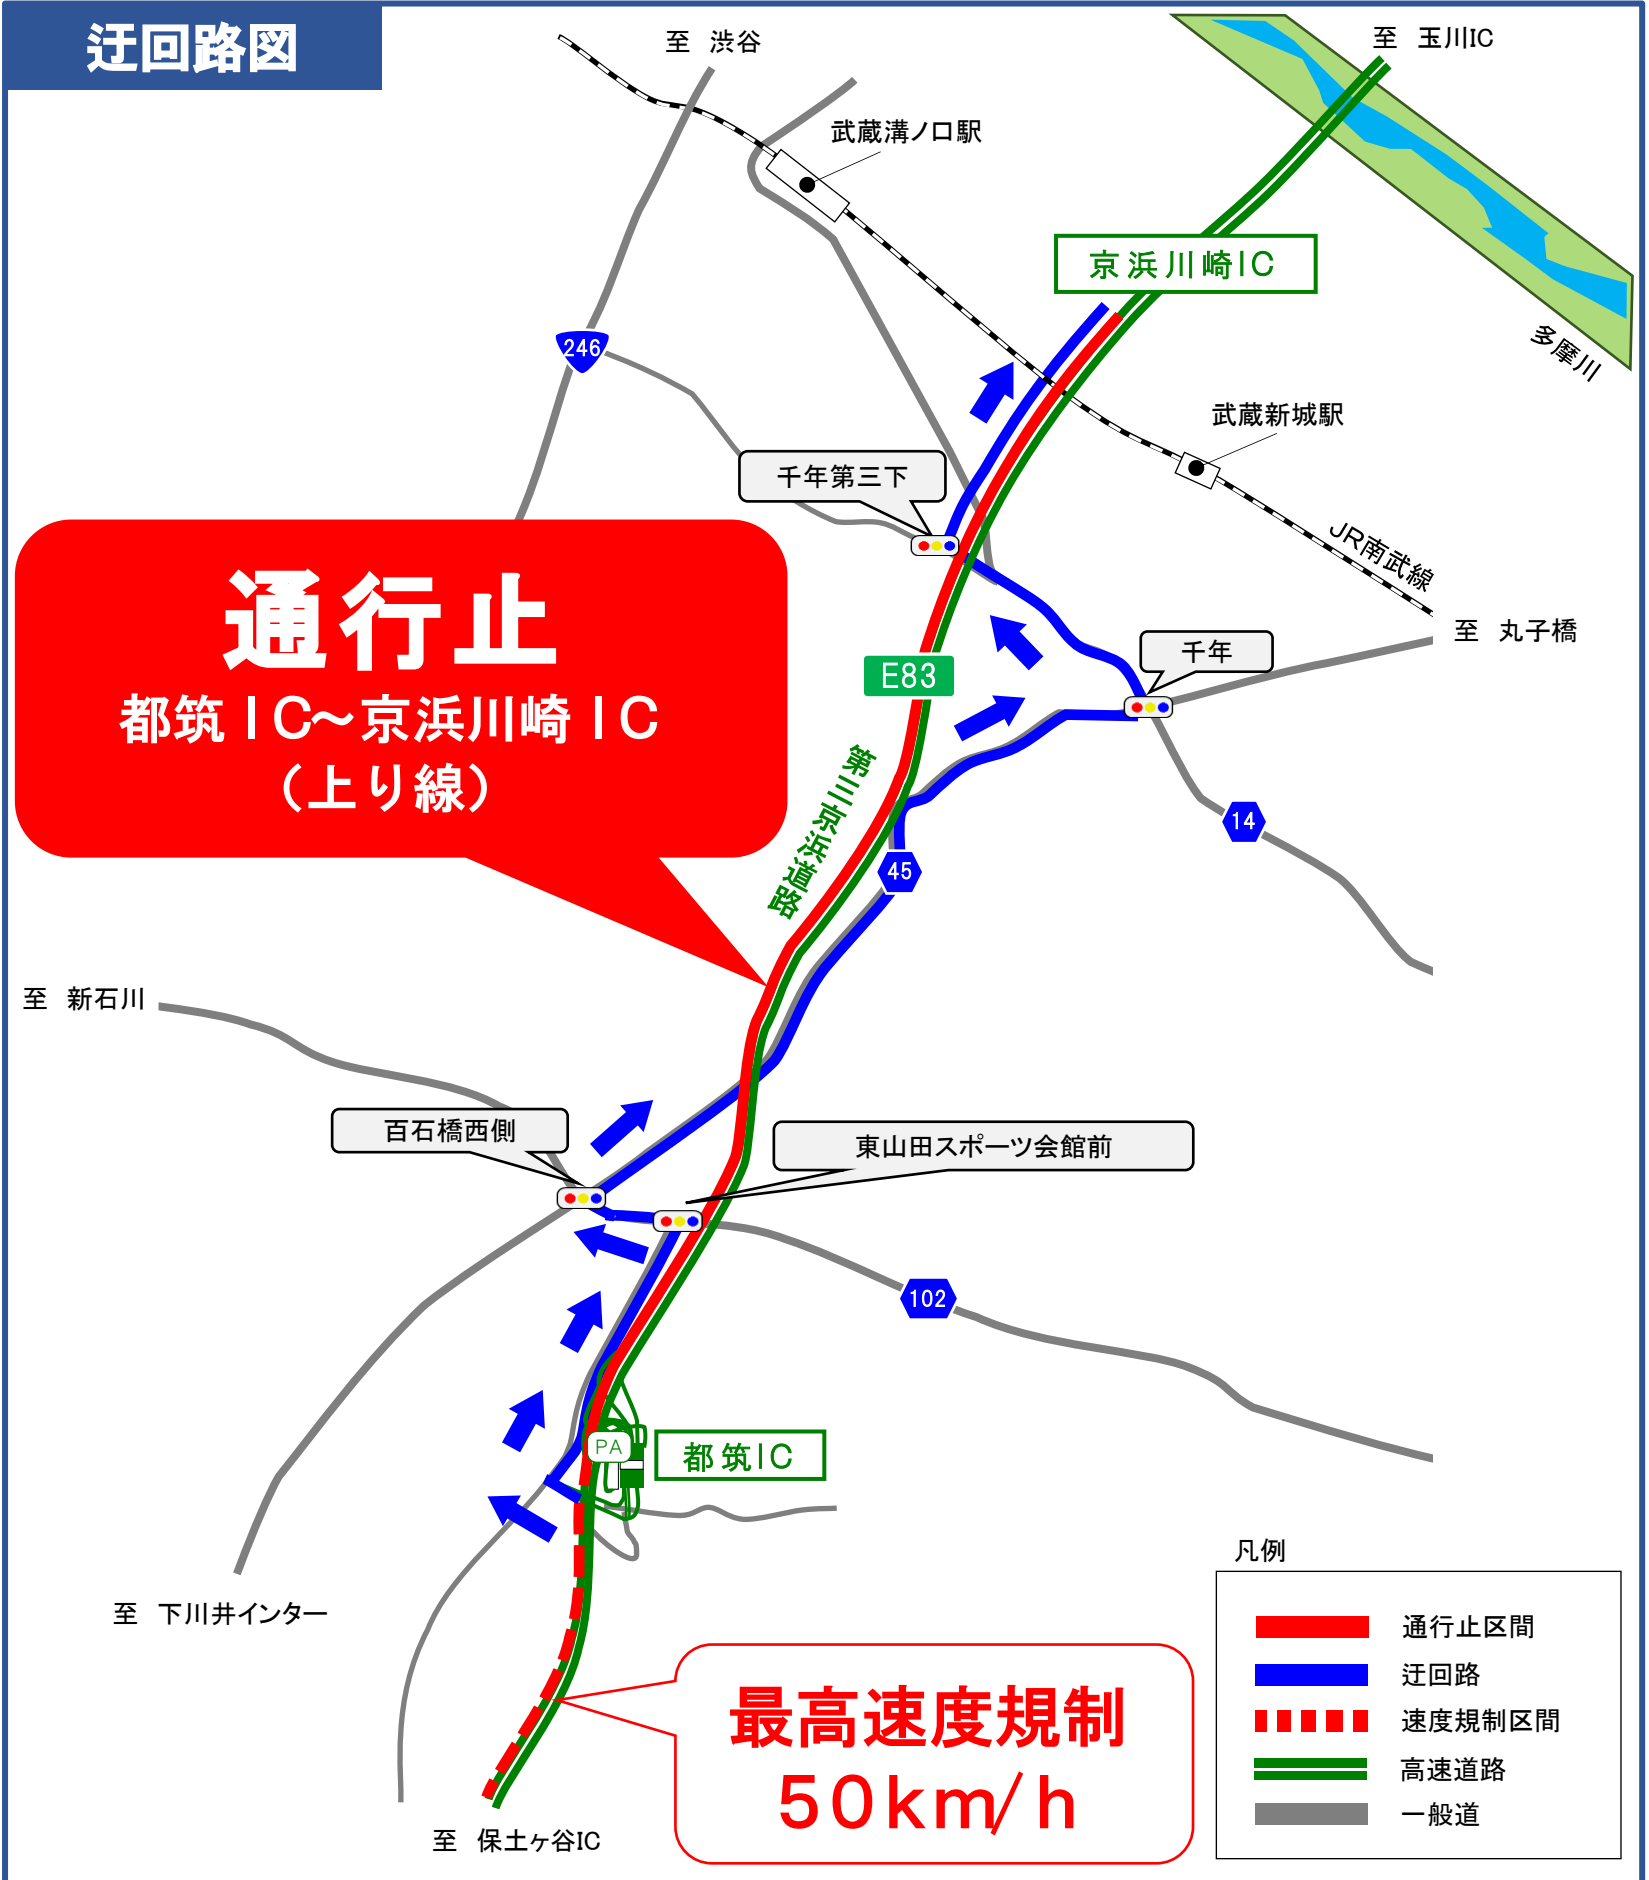 迂回路図
至 渋谷
至 玉川IC
武蔵溝ノ口駅
京浜川崎IC
多摩川
246
武蔵新城駅
千年第三下
JR南武線
至 丸子橋
千年
通行止
都筑IC～京浜川崎IC
(上り線)
E83
第三京浜道路
14
45
至 新石川
百石橋西側
東山田スポーツ会館前
102
PA
都筑IC
至 下川井インター
最高速度規制
50km/h
至 保土ヶ谷IC
凡例
通行止区間
迂回路
速度規制区間
高速道路
一般道